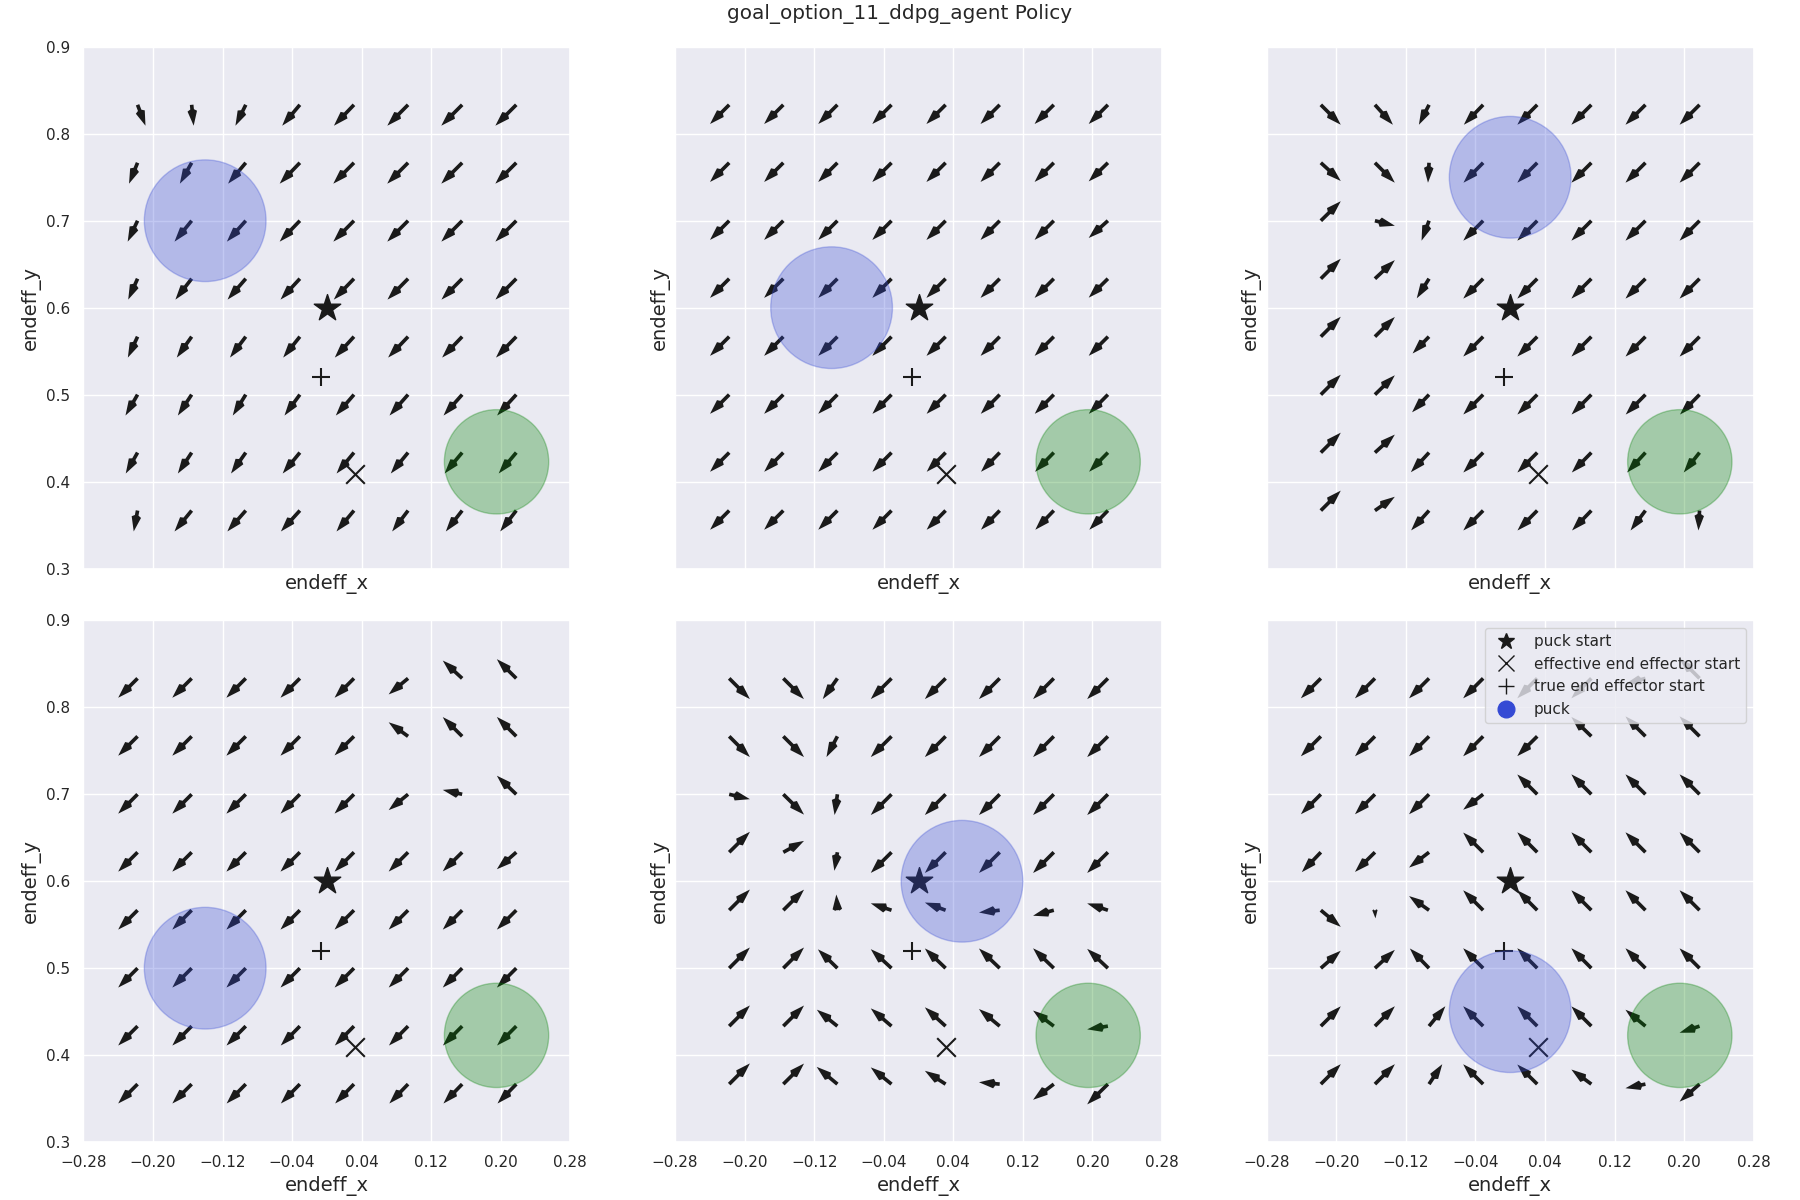 goal_option_11_ddpg_agent Policy
0.9
0.8
0.7
0.6
0.5
0.4
0.3
endeff_y
endeff_x
endeff_y
endeff_x
endeff_y
endeff_x
0.9
0.8
0.7
0.6
0.5
0.4
0.3
endeff_y
−0.28 −0.20 −0.12 −0.04 0.04 0.12 0.20 0.28
endeff_x
endeff_y
−0.28 −0.20 −0.12 −0.04 0.04 0.12 0.20 0.28
endeff_x
puck start
effective end effector start
true end effector start
puck
endeff_y
−0.28 −0.20 −0.12 −0.04 0.04 0.12 0.20 0.28
endeff_x